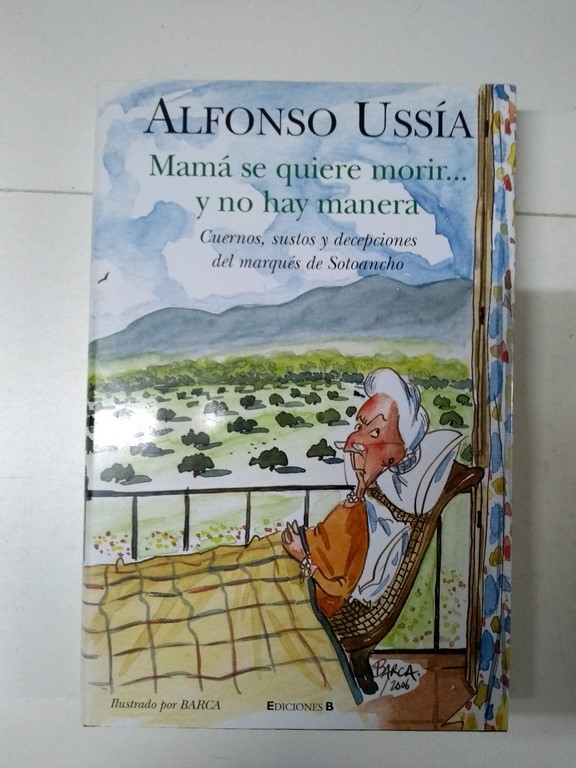 ALFONSO USSÍA
Mamá se quiere morir...
y no hay manera
Cuernos, sustos y decepciones
del marqués de Sotoancho
BARCA.
2006
Ilustrado por BARCA
EDICIONES B